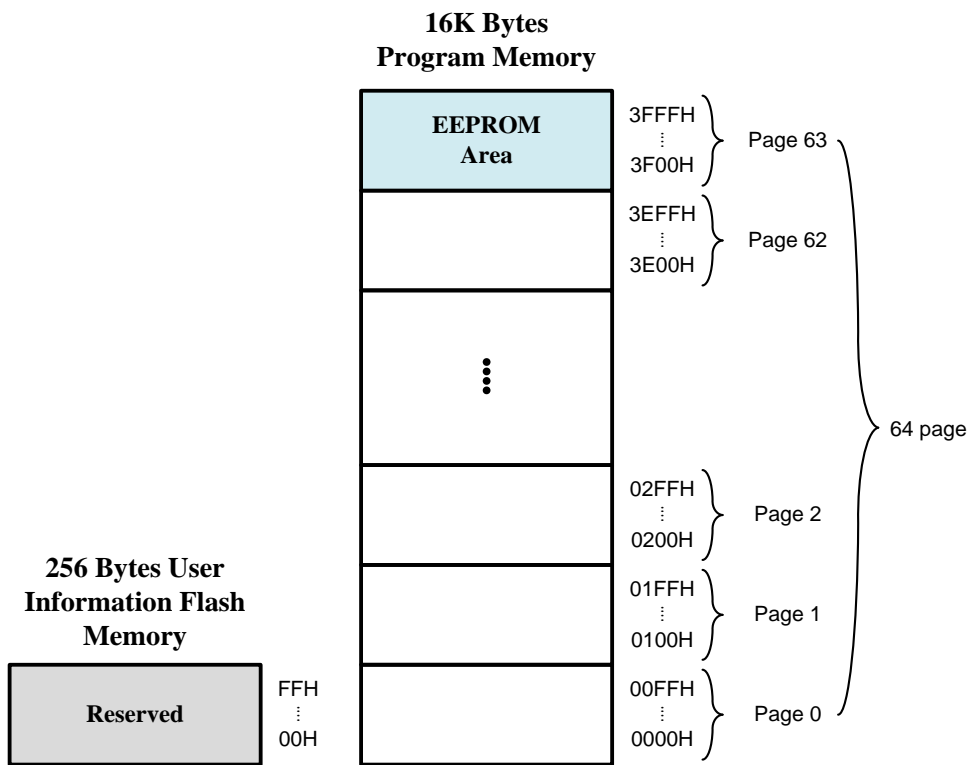 16K Bytes
Program Memory
EEPROM
Area
3FFFH
3F00H
Page 63
3EFFH
3E00H
Page 62
64 page
02FFH
0200H
Page 2
01FFH
0100H
Page 1
00FFH
0000H
Page 0
256 Bytes User
Information Flash
Memory
Reserved
FFH
00H